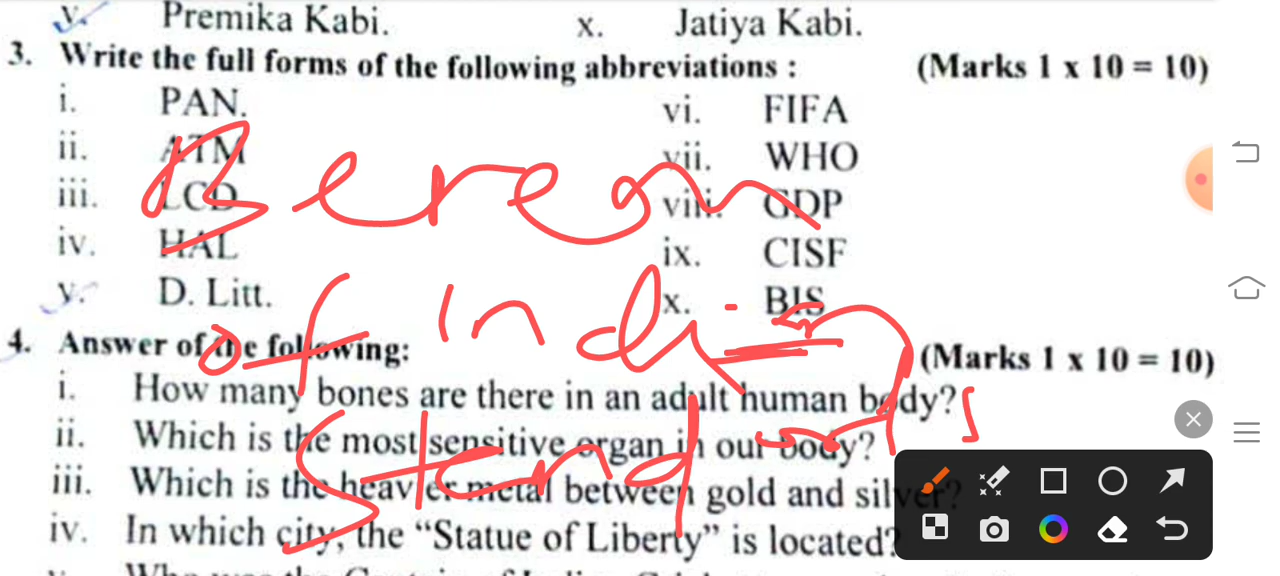 v. Premika Kabi. x. Jatiya Kabi.
3. Write the full forms of the following abbreviations : (Marks 1 x 10 = 10)
i. PAN. vi. FIFA
ii. ATM vii. WHO
iii. LCD viii. GDP
iv. HAL ix. CISF
v. D. Litt. x. BIS
of indi
Stand
4. Answer of the following: (Marks 1 x 10 = 10)
i. How many bones are there in an adult human body?
ii. Which is the most sensitive organ in our body?
iii. Which is the heavier metal between gold and silver?
iv. In which city, the “Statue of Liberty” is located?